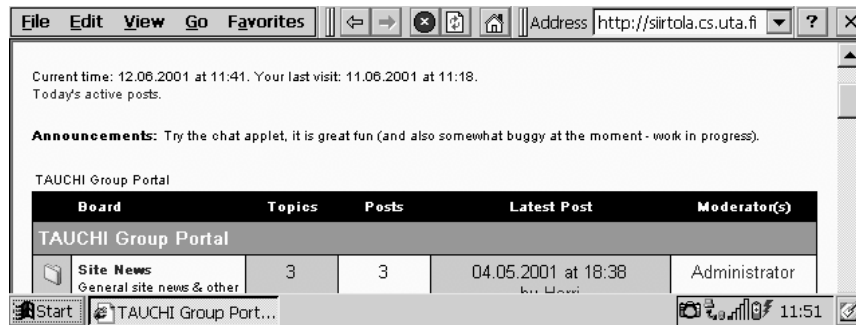 File Edit View Go Favorites Address http://siirtola.cs.uta.fi ?
Current time: 12.06.2001 at 11:41. Your last visit: 11.06.2001 at 11:18.
Today's active posts.
Announcements: Try the chat applet, it is great fun (and also somewhat buggy at the moment - work in progress).
TAUCHI Group Portal
Board Topics Posts Latest Post Moderator(s)
TAUCHI Group Portal
Site News 3 3 04.05.2001 at 18:38 Administrator
General site news & other
Start TAUCHI Group Port... 11:51